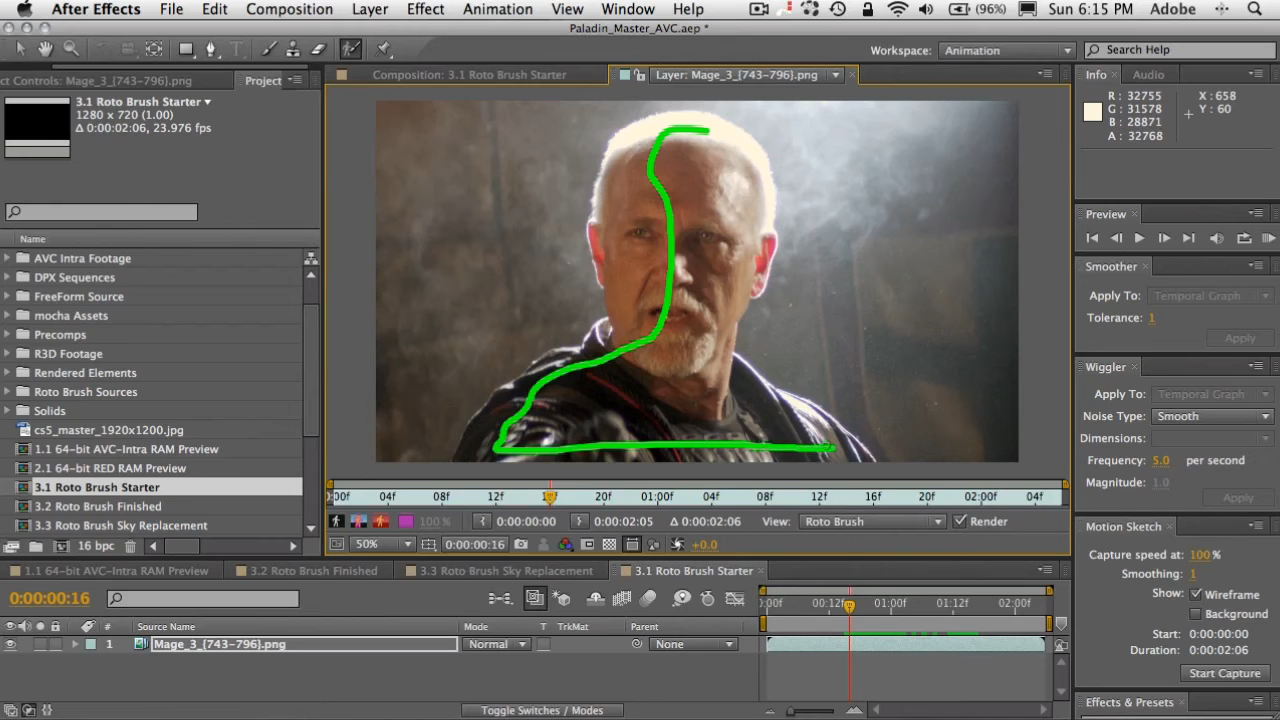 After Effects File Edit Composition Layer Effect Animation View Window Help (96%) Sun 6:15 PM Adobe
Paladin_Master_AVC.aep *
Workspace: Animation Search Help
ct Controls: Mage_3_{743-796}.png Project
Composition: 3.1 Roto Brush Starter Layer: Mage_3_{743-796}.png
Info Audio
3.1 Roto Brush Starter
1280 x 720 (1.00)
Δ 0:00:02:06, 23.976 fps
R : 32755
G : 31578
B : 28871
A : 32768
X : 658
Y : 60
Name
AVC Intra Footage
DPX Sequences
FreeForm Source
mocha Assets
Precomps
R3D Footage
Rendered Elements
Roto Brush Sources
Solids
cs5_master_1920x1200.jpg
1.1 64-bit AVC-Intra RAM Preview
2.1 64-bit RED RAM Preview
3.1 Roto Brush Starter
3.2 Roto Brush Finished
3.3 Roto Brush Sky Replacement
16 bpc
Preview
Smoother
Apply To: Temporal Graph
Tolerance: 1
Apply
Wiggler
Apply To: Temporal Graph
Noise Type: Smooth
Dimensions:
Frequency: 5.0 per second
Magnitude: 1.0
Apply
Motion Sketch
Capture speed at: 100 %
Smoothing: 1
Show: Wireframe
Background
Start: 0:00:00:00
Duration: 0:00:02:06
Start Capture
Effects & Presets
0:00f 04f 08f 12f 20f 01:00f 04f 08f 12f 16f 20f 02:00f 04f
100 % 0:00:00:00 0:00:02:05 Δ 0:00:02:06 View: Roto Brush Render
50% 0:00:00:16 +0.0
1.1 64-bit AVC-Intra RAM Preview 3.2 Roto Brush Finished 3.3 Roto Brush Sky Replacement 3.1 Roto Brush Starter
0:00:00:16
:00f 00:12f 01:00f 01:12f 02:00f
# Source Name Mode T TrkMat Parent
1 Mage_3_{743-796}.png Normal None
Toggle Switches / Modes